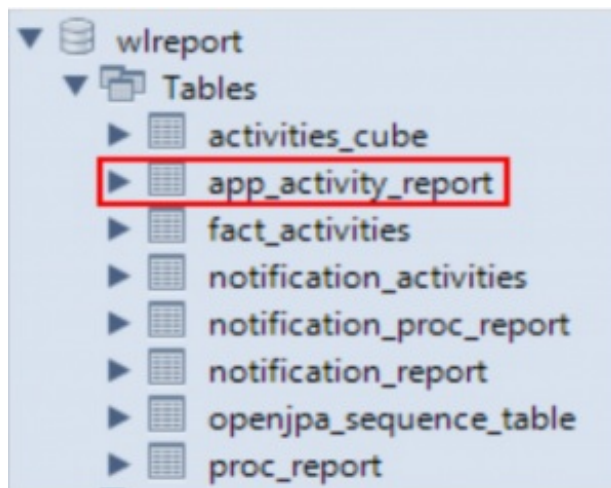 wlreport
Tables
activities_cube
app_activity_report
fact_activities
notification_activities
notification_proc_report
notification_report
openjpa_sequence_table
proc_report